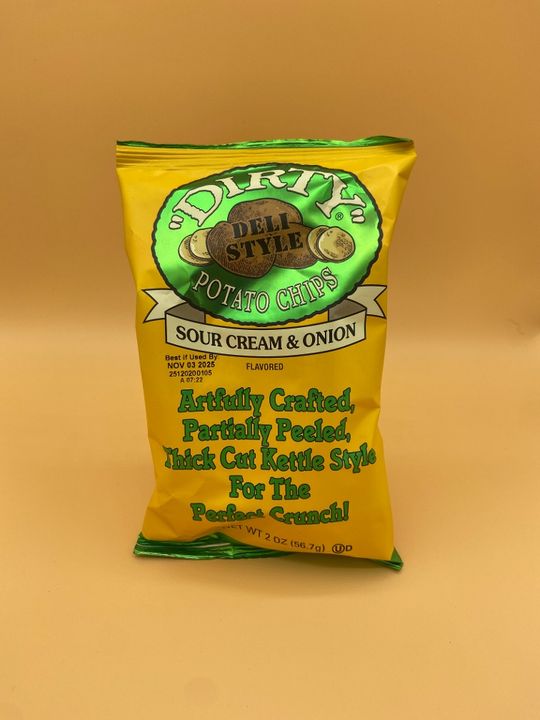 "DIRTY"®
DELI
STYLE
POTATO CHIPS
SOUR CREAM & ONION
FLAVORED
Best if Used By:
NOV 03 2025
25120200105
A 07:22
Artfully Crafted,
Partially Peeled,
Thick Cut Kettle Style
For The
Perfect Crunch!
NET WT 2 OZ (56.7g) UD